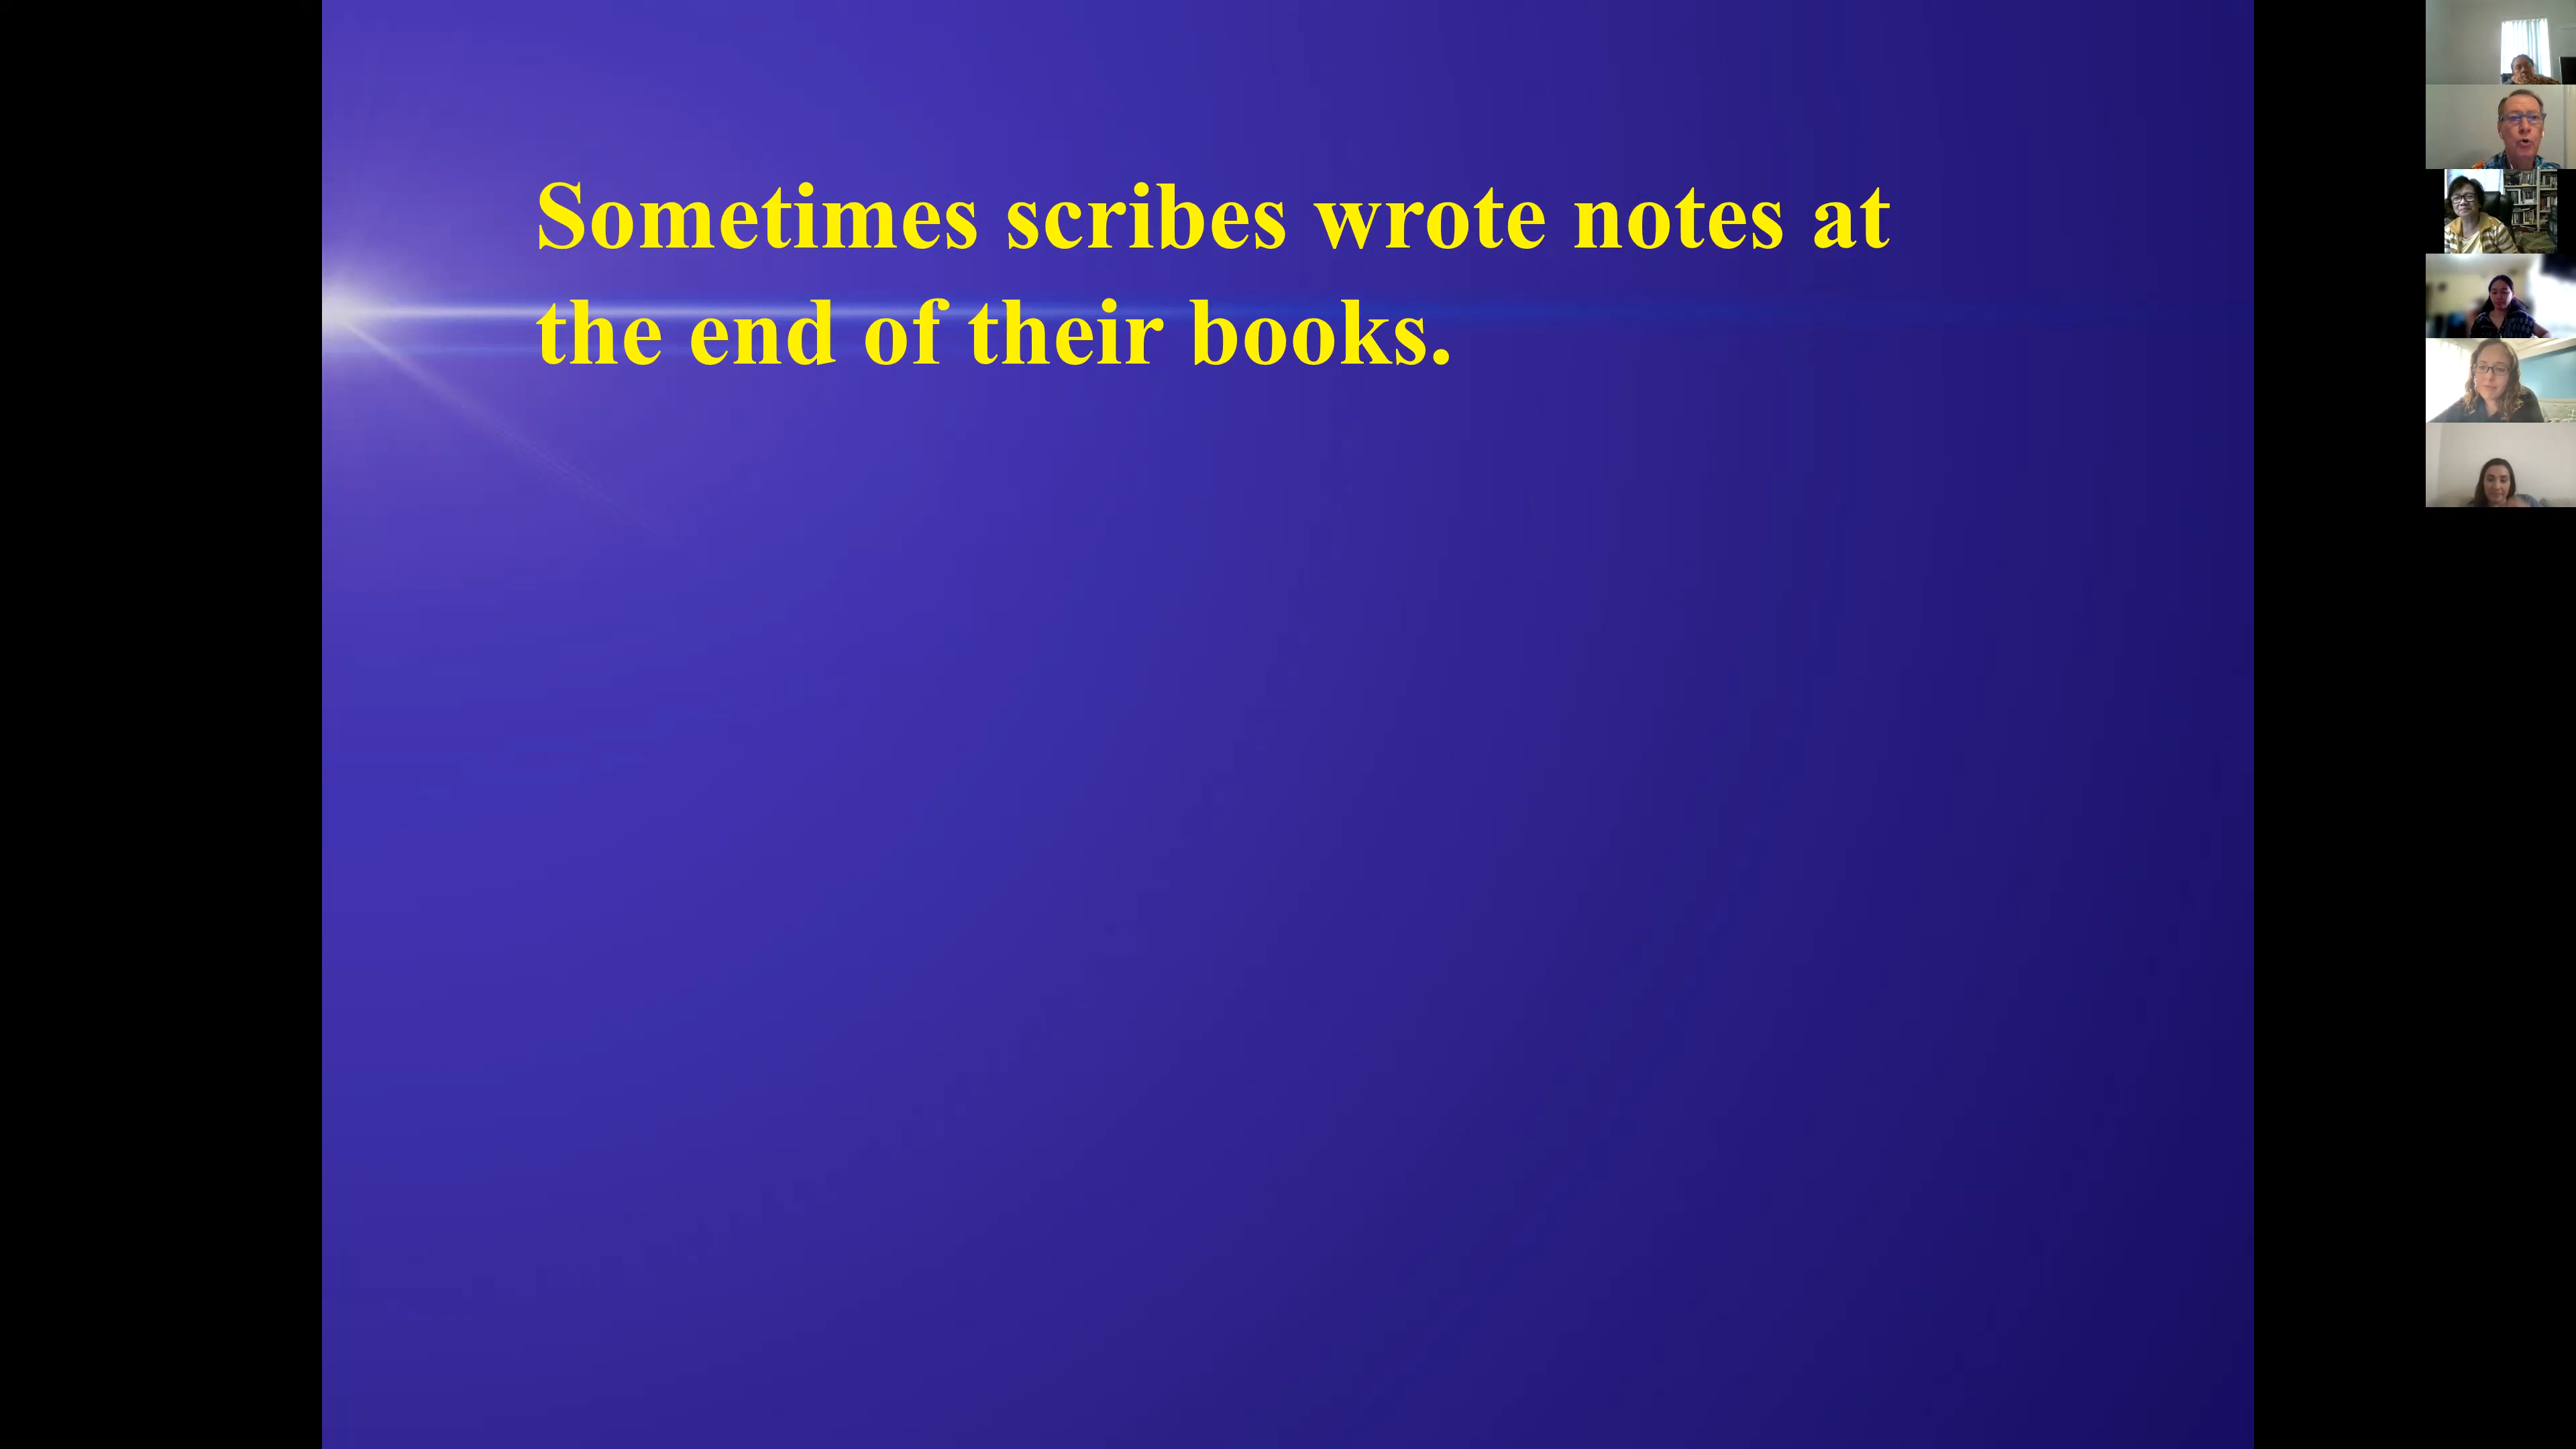 Sometimes scribes wrote notes at
the end of their books.